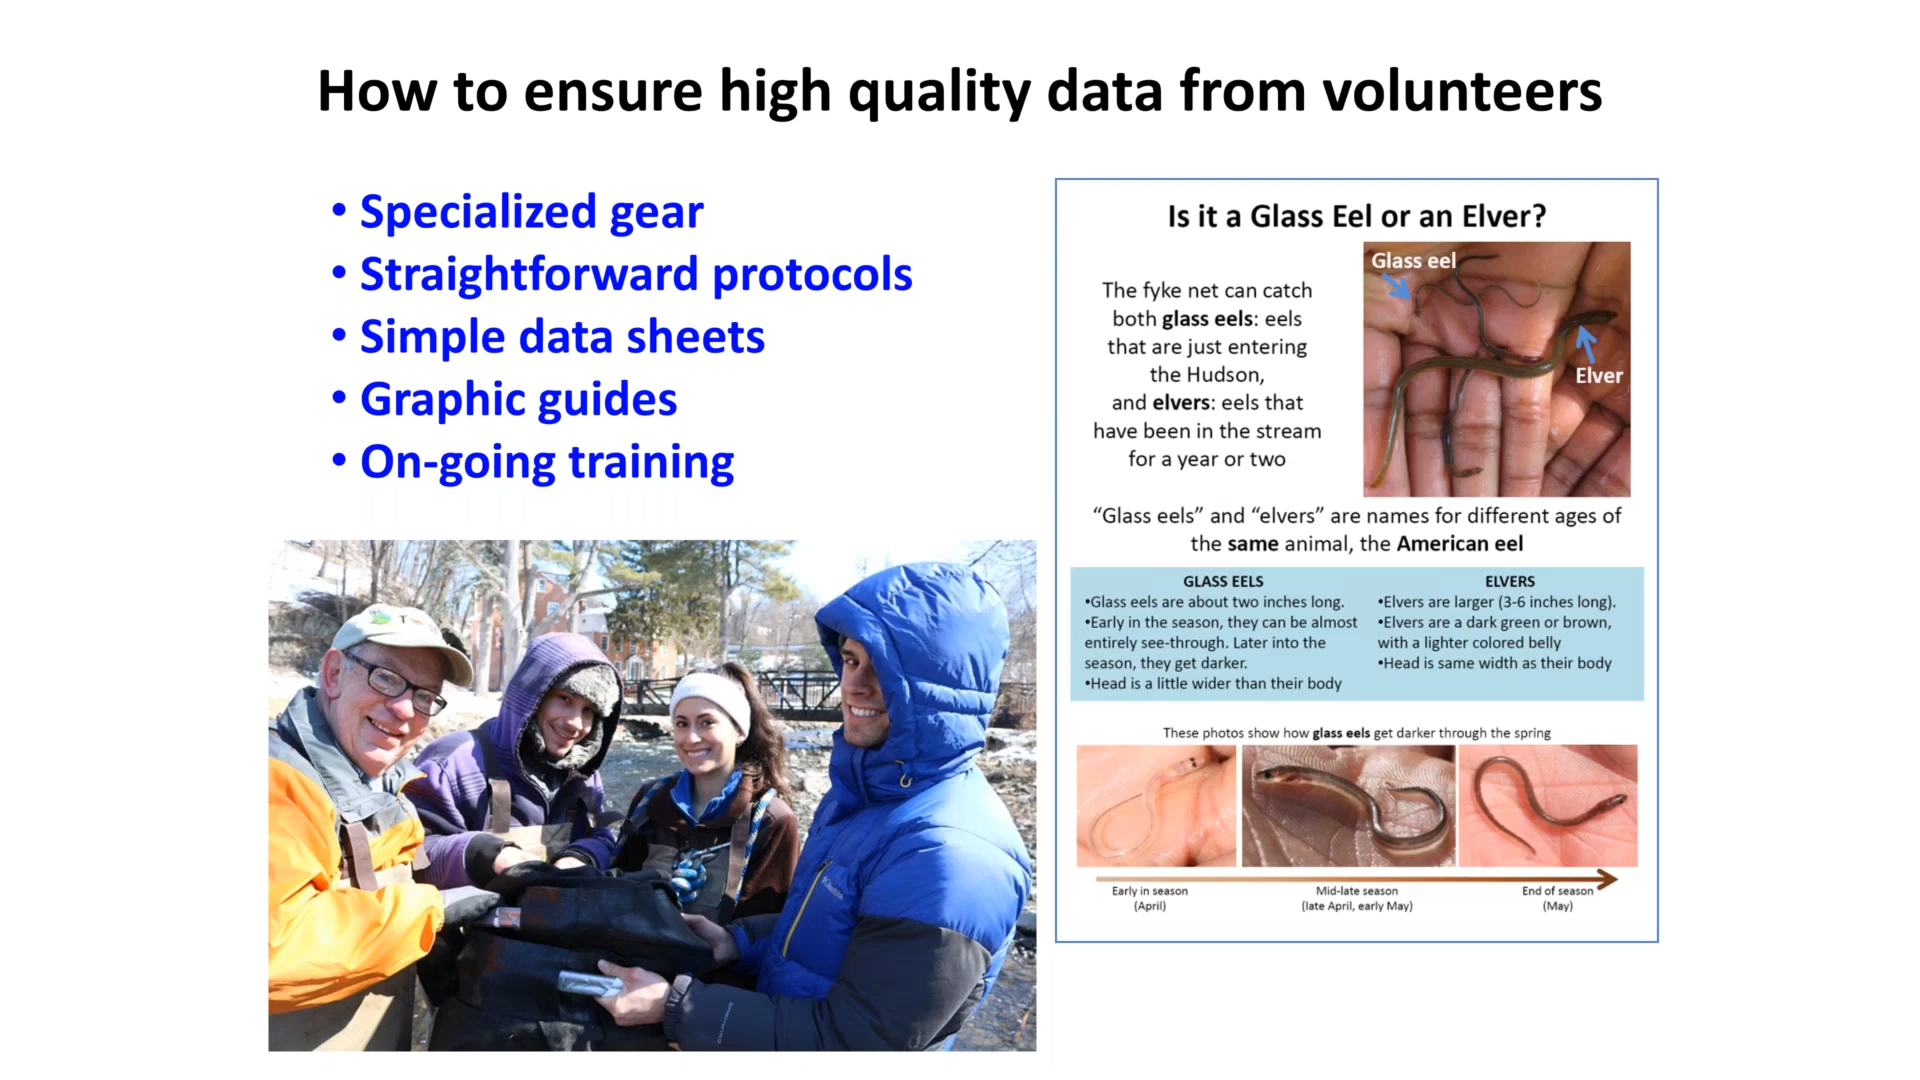 How to ensure high quality data from volunteers
• Specialized gear
• Straightforward protocols
• Simple data sheets
• Graphic guides
• On-going training
Is it a Glass Eel or an Elver?
The fyke net can catch
both glass eels: eels
that are just entering
the Hudson,
and elvers: eels that
have been in the stream
for a year or two
Glass eel
Elver
“Glass eels” and “elvers” are names for different ages of
the same animal, the American eel
GLASS EELS
•Glass eels are about two inches long.
•Early in the season, they can be almost
entirely see-through. Later into the
season, they get darker.
•Head is a little wider than their body
ELVERS
•Elvers are larger (3-6 inches long).
•Elvers are a dark green or brown,
with a lighter colored belly
•Head is same width as their body
These photos show how glass eels get darker through the spring
Early in season
(April)
Mid-late season
(late April, early May)
End of season
(May)
Columbia